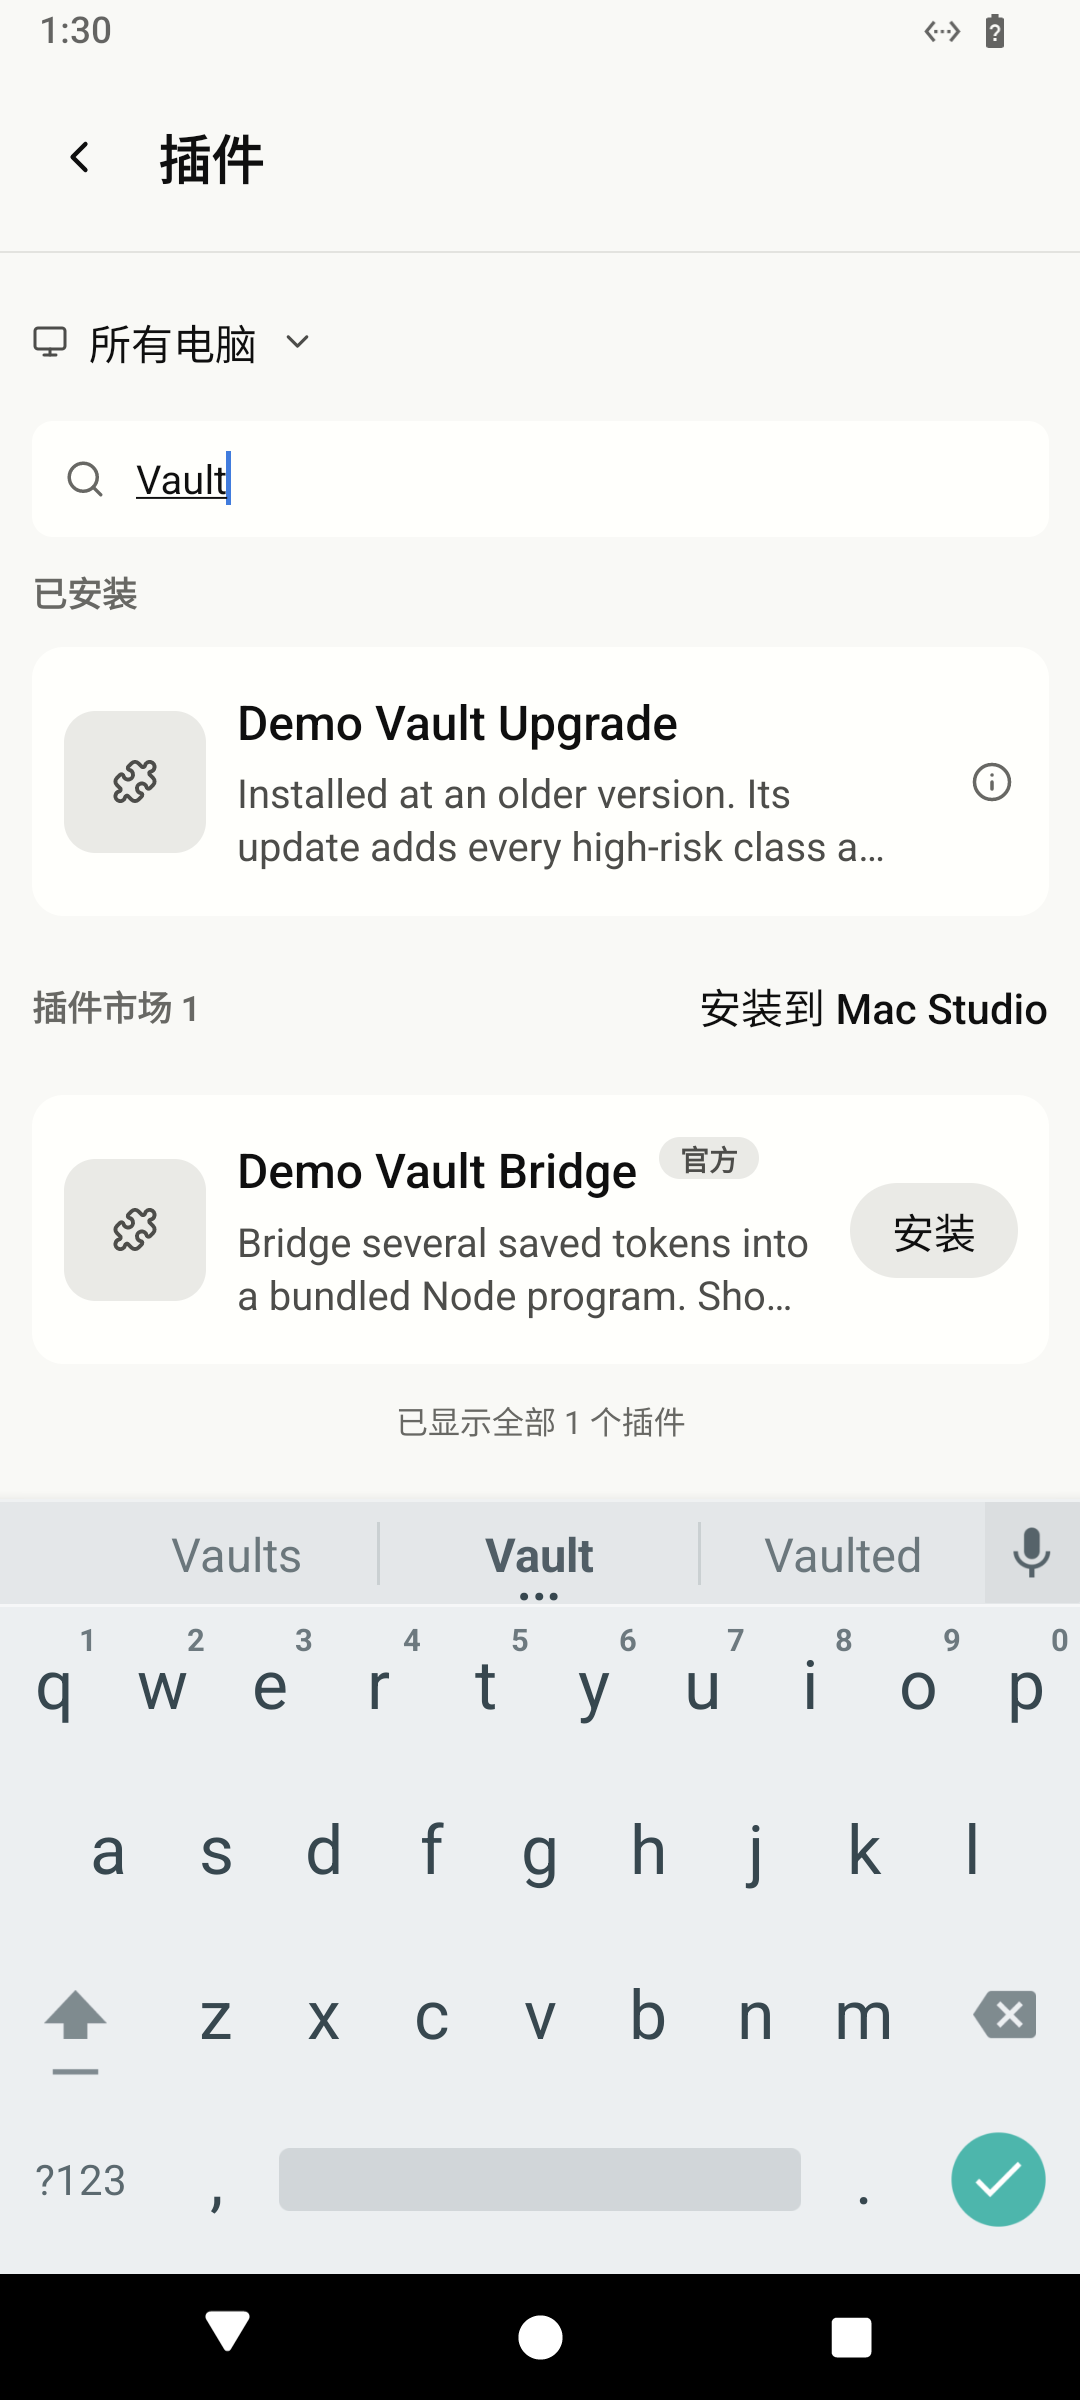 1:30
插件
所有电脑
Vault
已安装
Demo Vault Upgrade
Installed at an older version. Its
update adds every high-risk class a…
插件市场 1
安装到 Mac Studio
Demo Vault Bridge
官方
Bridge several saved tokens into
a bundled Node program. Sho…
安装
已显示全部 1 个插件
Vaults
Vault
Vaulted
1 2 3 4 5 6 7 8 9 0
q w e r t y u i o p
a s d f g h j k l
z x c v b n m
?123 , .